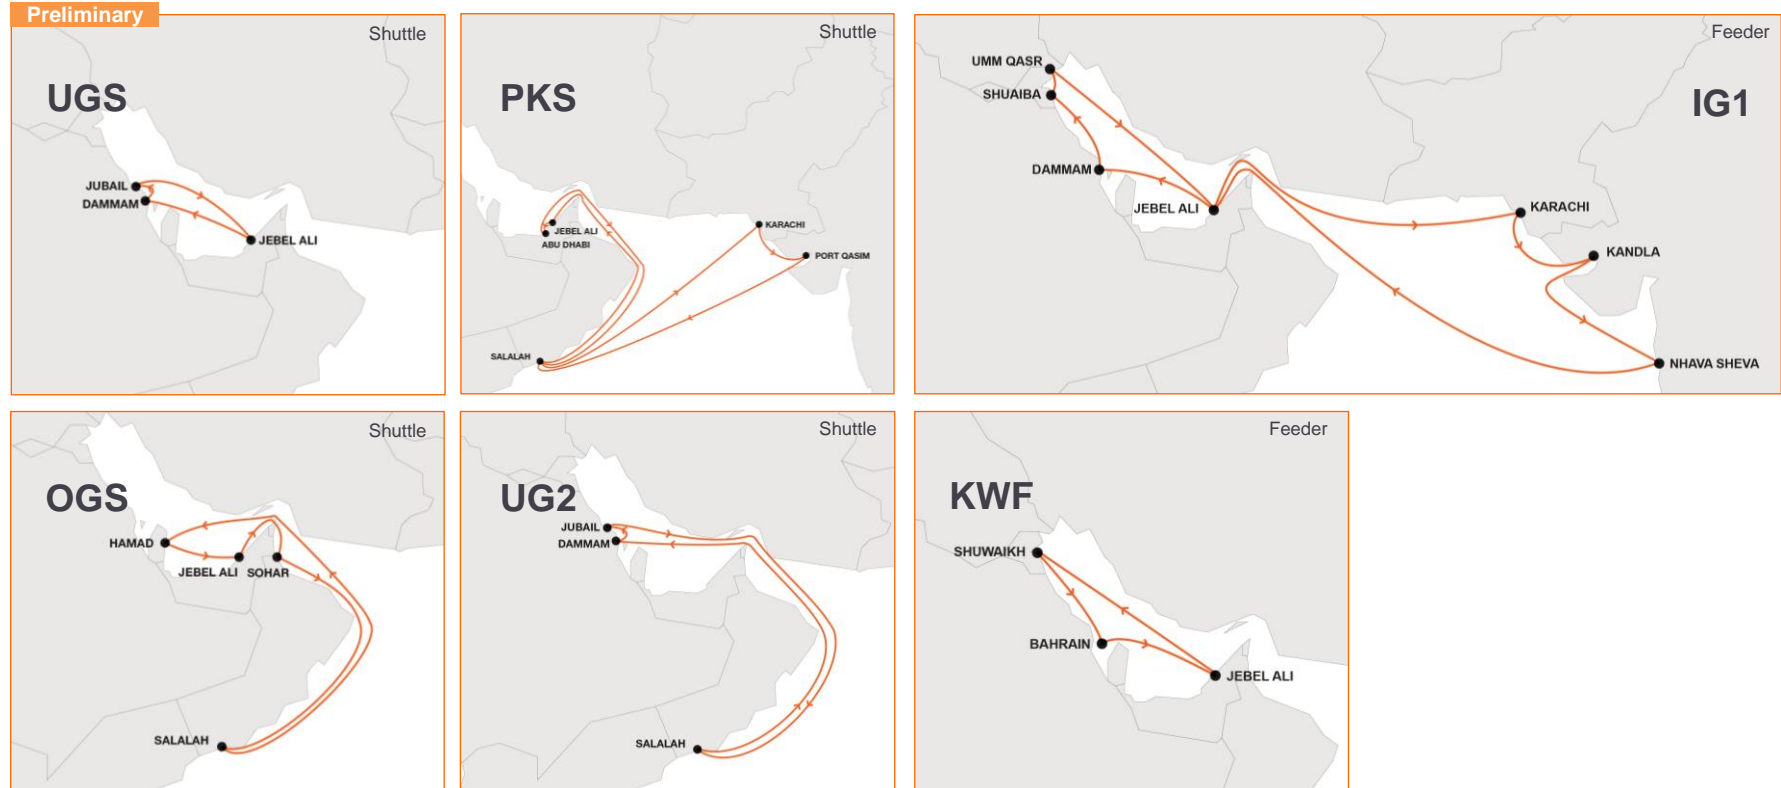 Preliminary
Shuttle
UGS
JUBAIL
DAMMAM
JEBEL ALI
Shuttle
PKS
KARACHI
JEBEL ALI
ABU DHABI
PORT QASIM
SALALAH
Feeder
UMM QASR
SHUAIBA
IG1
DAMMAM
JEBEL ALI
KARACHI
KANDLA
NHAVA SHEVA
Shuttle
OGS
HAMAD
JEBEL ALI
SOHAR
SALALAH
Shuttle
UG2
JUBAIL
DAMMAM
SALALAH
Feeder
KWF
SHUWAIKH
BAHRAIN
JEBEL ALI